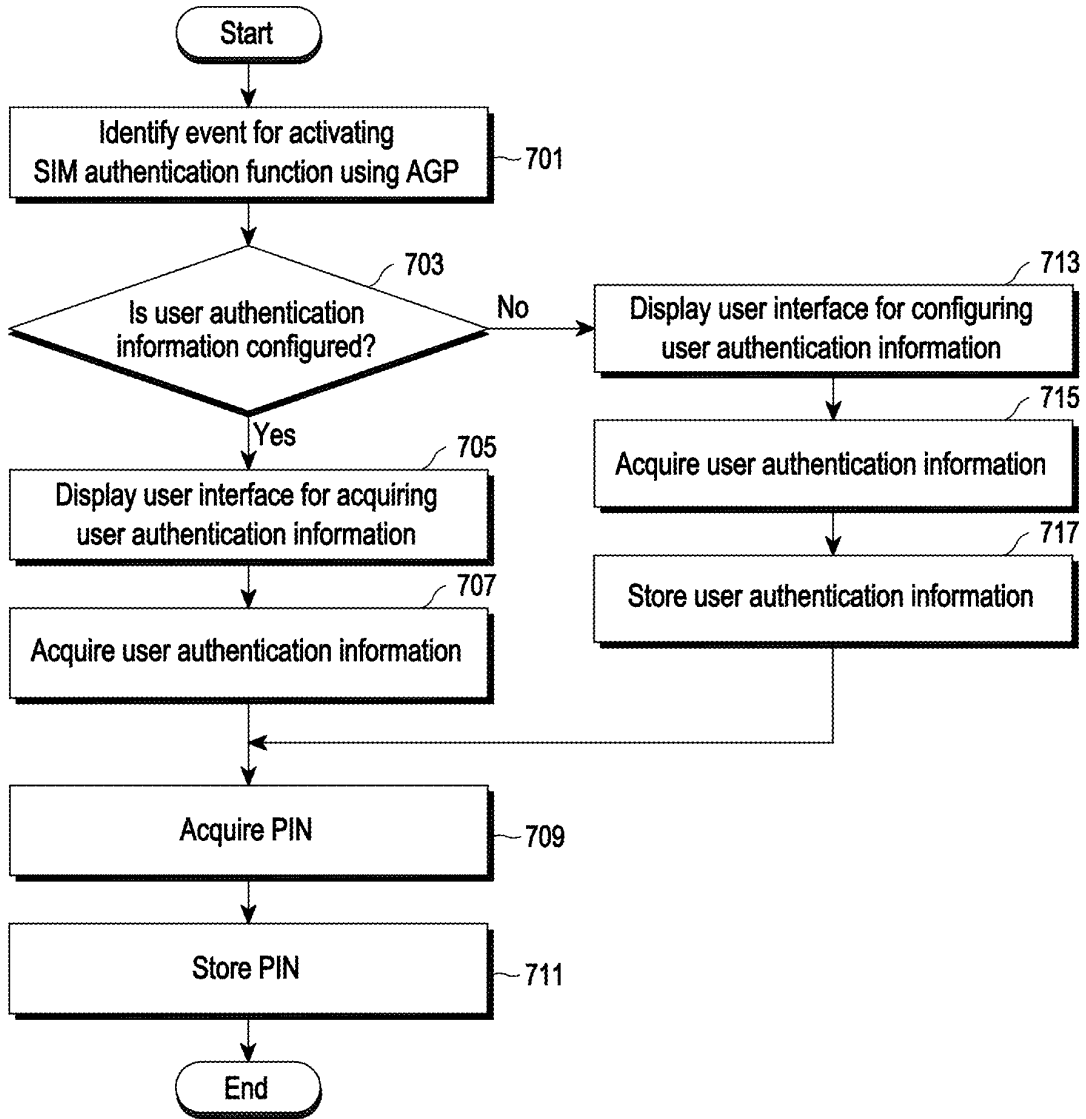 Start
Identify event for activating
SIM authentication function using AGP
701
703
Is user authentication
information configured?
No
Yes
713
Display user interface for configuring
user authentication information
715
Acquire user authentication information
717
Store user authentication information
705
Display user interface for acquiring
user authentication information
707
Acquire user authentication information
Acquire PIN
709
Store PIN
711
End